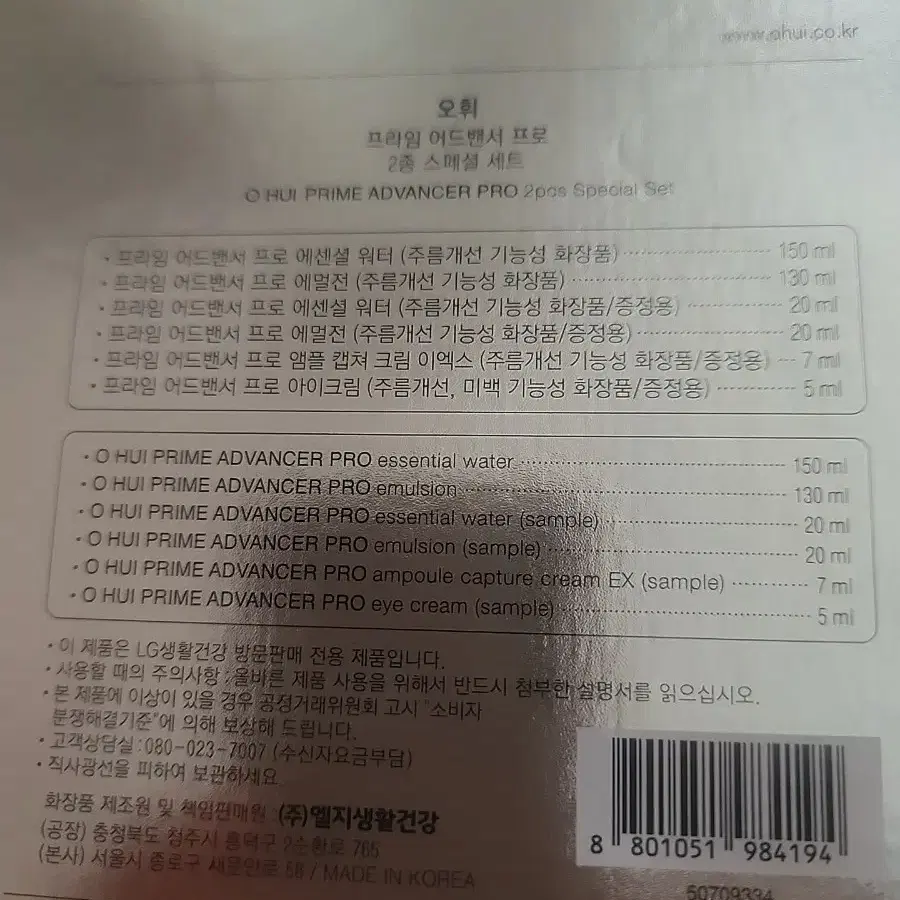 www.ohui.co.kr
오휘
프라임 어드밴서 프로
2종 스페셜 세트
O HUI PRIME ADVANCER PRO 2pcs Special Set
• 프라임 어드밴서 프로 에센셜 워터 (주름개선 기능성 화장품) 150 ml
• 프라임 어드밴서 프로 에멀전 (주름개선 기능성 화장품) 130 ml
• 프라임 어드밴서 프로 에센셜 워터 (주름개선 기능성 화장품/증정용) 20 ml
• 프라임 어드밴서 프로 에멀전 (주름개선 기능성 화장품/증정용) 20 ml
• 프라임 어드밴서 프로 앰플 캡쳐 크림 이엑스 (주름개선 기능성 화장품/증정용) 7 ml
• 프라임 어드밴서 프로 아이크림 (주름개선, 미백 기능성 화장품/증정용) 5 ml
• O HUI PRIME ADVANCER PRO essential water 150 ml
• O HUI PRIME ADVANCER PRO emulsion 130 ml
• O HUI PRIME ADVANCER PRO essential water (sample) 20 ml
• O HUI PRIME ADVANCER PRO emulsion (sample) 20 ml
• O HUI PRIME ADVANCER PRO ampoule capture cream EX (sample) 7 ml
• O HUI PRIME ADVANCER PRO eye cream (sample) 5 ml
• 이 제품은 LG생활건강 방문판매 전용 제품입니다.
• 사용할 때의 주의사항 : 올바른 제품 사용을 위해서 반드시 첨부한 설명서를 읽으십시오.
• 본 제품에 이상이 있을 경우 공정거래위원회 고시 "소비자
분쟁해결기준"에 의해 보상해 드립니다.
• 고객상담실 : 080-023-7007 (수신자요금부담)
• 직사광선을 피하여 보관하세요.
화장품 제조원 및 책임판매원 : (주)엘지생활건강
(공장) 충청북도 청주시 흥덕구 2순환로 765
(본사) 서울시 종로구 새문안로 58 / MADE IN KOREA
8 801051 984194
50709334